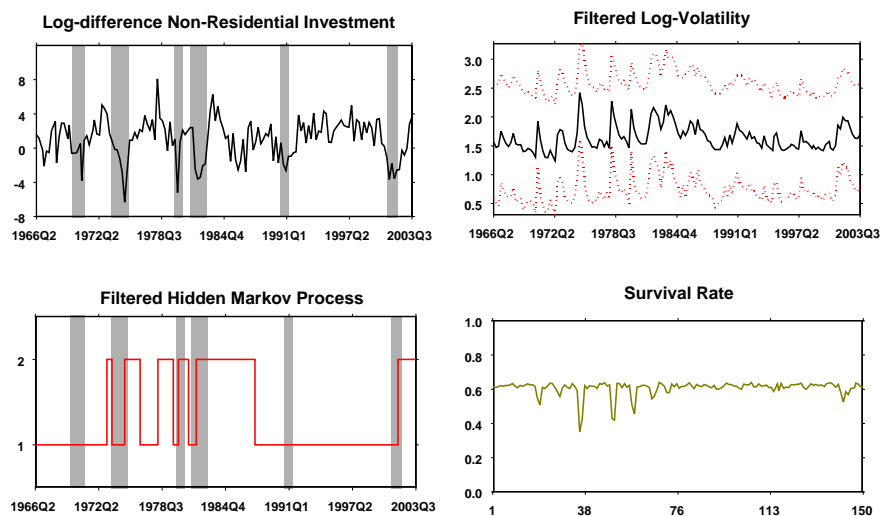 Log-difference Non-Residential Investment
8
4
0
-4
-8
1966Q2 1972Q2 1978Q3 1984Q4 1991Q1 1997Q2 2003Q3
Filtered Log-Volatility
3.0
2.5
2.0
1.5
1.0
0.5
1966Q2 1972Q2 1978Q3 1984Q4 1991Q1 1997Q2 2003Q3
Filtered Hidden Markov Process
2
1
1966Q2 1972Q2 1978Q3 1984Q4 1991Q1 1997Q2 2003Q3
Survival Rate
1.0
0.8
0.6
0.4
0.2
0.0
1 38 76 113 150